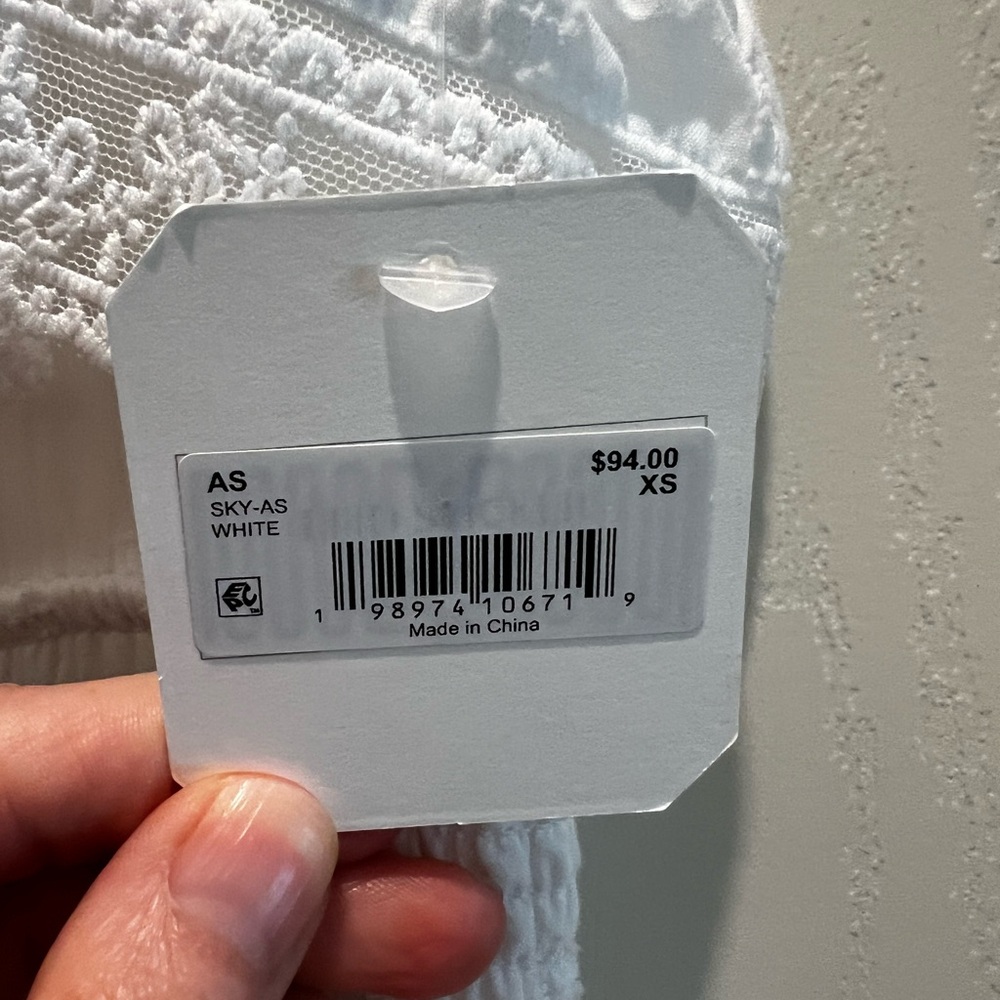 AS
SKY-AS
WHITE
$94.00
XS
1 98974 10671 9
Made in China